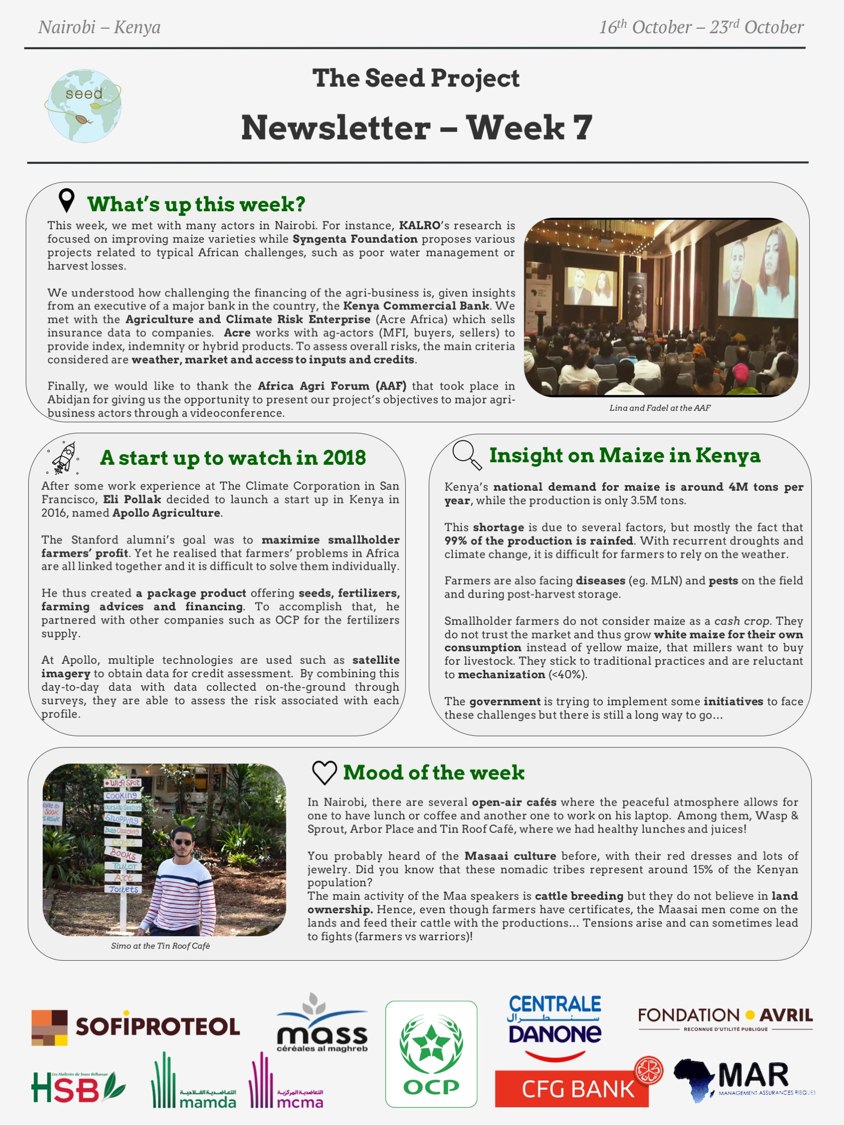 Nairobi – Kenya
16th October – 23rd October
seed
The Seed Project
Newsletter – Week 7
What's up this week?
This week, we met with many actors in Nairobi. For instance, KALRO's research is
focused on improving maize varieties while Syngenta Foundation proposes various
projects related to typical African challenges, such as poor water management or
harvest losses.
We understood how challenging the financing of the agri-business is, given insights
from an executive of a major bank in the country, the Kenya Commercial Bank. We
met with the Agriculture and Climate Risk Enterprise (Acre Africa) which sells
insurance data to companies. Acre works with ag-actors (MFI, buyers, sellers) to
provide index, indemnity or hybrid products. To assess overall risks, the main criteria
considered are weather, market and access to inputs and credits.
Finally, we would like to thank the Africa Agri Forum (AAF) that took place in
Abidjan for giving us the opportunity to present our project's objectives to major agri-
business actors through a videoconference.
Lina and Fadel at the AAF
A start up to watch in 2018
After some work experience at The Climate Corporation in San
Francisco, Eli Pollak decided to launch a start up in Kenya in
2016, named Apollo Agriculture.
The Stanford alumni's goal was to maximize smallholder
farmers' profit. Yet he realised that farmers' problems in Africa
are all linked together and it is difficult to solve them individually.
He thus created a package product offering seeds, fertilizers,
farming advices and financing. To accomplish that, he
partnered with other companies such as OCP for the fertilizers
supply.
At Apollo, multiple technologies are used such as satellite
imagery to obtain data for credit assessment. By combining this
day-to-day data with data collected on-the-ground through
surveys, they are able to assess the risk associated with each
profile.
Insight on Maize in Kenya
Kenya's national demand for maize is around 4M tons per
year, while the production is only 3.5M tons.
This shortage is due to several factors, but mostly the fact that
99% of the production is rainfed. With recurrent droughts and
climate change, it is difficult for farmers to rely on the weather.
Farmers are also facing diseases (eg. MLN) and pests on the field
and during post-harvest storage.
Smallholder farmers do not consider maize as a cash crop. They
do not trust the market and thus grow white maize for their own
consumption instead of yellow maize, that millers want to buy
for livestock. They stick to traditional practices and are reluctant
to mechanization (<40%).
The government is trying to implement some initiatives to face
these challenges but there is still a long way to go...
WiFi Spot
COOKING
SHOPPING
BOOKS
TOILETS
Simo at the Tin Roof Café
Mood of the week
In Nairobi, there are several open-air cafés where the peaceful atmosphere allows for
one to have lunch or coffee and another one to work on his laptop. Among them, Wasp &
Sprout, Arbor Place and Tin Roof Café, where we had healthy lunches and juices!
You probably heard of the Masaai culture before, with their red dresses and lots of
jewelry. Did you know that these nomadic tribes represent around 15% of the Kenyan
population?
The main activity of the Maa speakers is cattle breeding but they do not believe in land
ownership. Hence, even though farmers have certificates, the Maasai men come on the
lands and feed their cattle with the productions... Tensions arise and can sometimes lead
to fights (farmers vs warriors)!
SOFIPROTEOL
mass
céréales al maghreb
OCP
CENTRALE
سنطرال
DANONE
FONDATION AVRIL
RECONNUE D'UTILITÉ PUBLIQUE
HSB
التعاضدية الفلاحية
mamda
التعاضدية المركزية
mcma
CFG BANK
MAR
MANAGEMENT ASSURANCES RISQUES